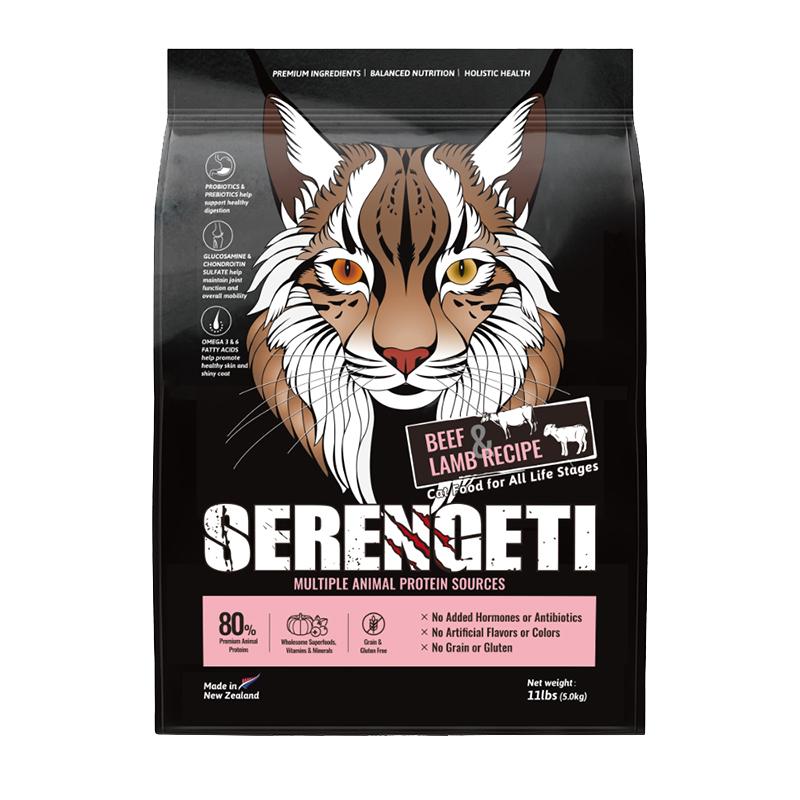 PREMIUM INGREDIENTS | BALANCED NUTRITION | HOLISTIC HEALTH
PROBIOTICS &
PREBIOTICS help
support healthy
digestion
GLUCOSAMINE &
CHONDROITIN
SULFATE help
maintain joint
function and
overall mobility
OMEGA 3 & 6
FATTY ACIDS
help promote
healthy skin and
shiny coat
BEEF &
LAMB RECIPE
Cat Food for All Life Stages
SERENGETI
MULTIPLE ANIMAL PROTEIN SOURCES
80%
Premium Animal
Proteins
Wholesome Superfoods,
Vitamins & Minerals
Grain &
Gluten Free
× No Added Hormones or Antibiotics
× No Artificial Flavors or Colors
× No Grain or Gluten
Made in
New Zealand
Net weight:
11lbs (5.0kg)